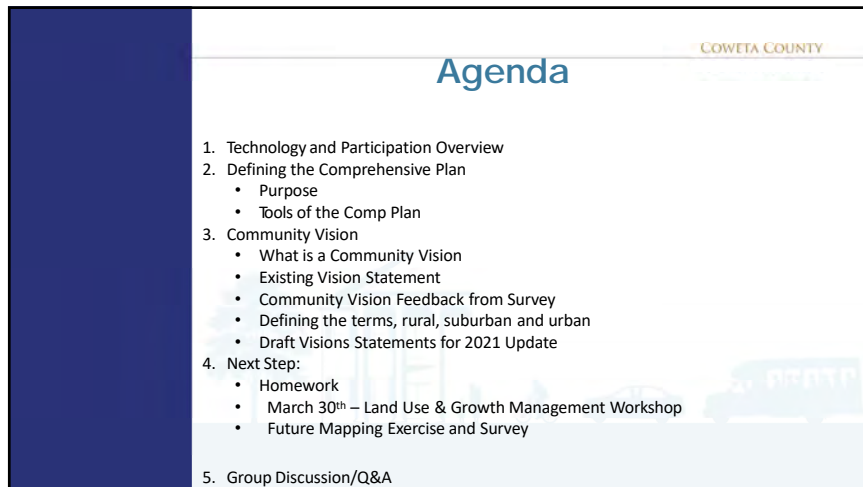 COWETA COUNTY
Agenda
1. Technology and Participation Overview
2. Defining the Comprehensive Plan
• Purpose
• Tools of the Comp Plan
3. Community Vision
• What is a Community Vision
• Existing Vision Statement
• Community Vision Feedback from Survey
• Defining the terms, rural, suburban and urban
• Draft Visions Statements for 2021 Update
4. Next Step:
• Homework
• March 30th – Land Use & Growth Management Workshop
• Future Mapping Exercise and Survey
5. Group Discussion/Q&A